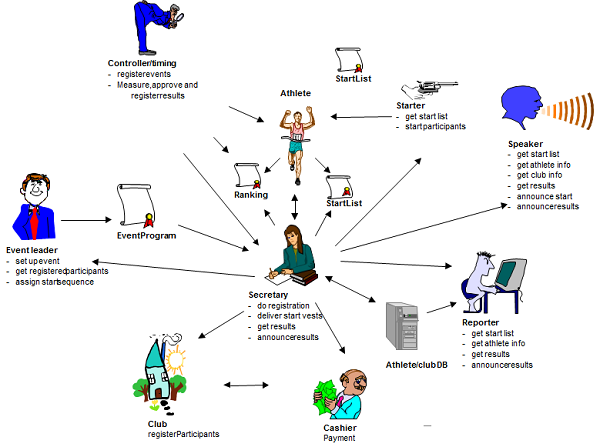 Controller/timing
- registerevents
- Measure,approve and
registerresults
StartList
Athlete
Starter
- get start list
- startparticipants
Speaker
- get start list
- get athlete info
- get club info
- get results
- announce start
- announceresults
Ranking
StartList
EventProgram
Event leader
- set upevent
- get registeredparticipants
- assign startsequence
Secretary
- do registration
- deliver start vests
- get results
- announceresults
Athlete/clubDB
Reporter
- get start list
- get athlete info
- get results
- announceresults
Club
registerParticipants
Cashier
Payment